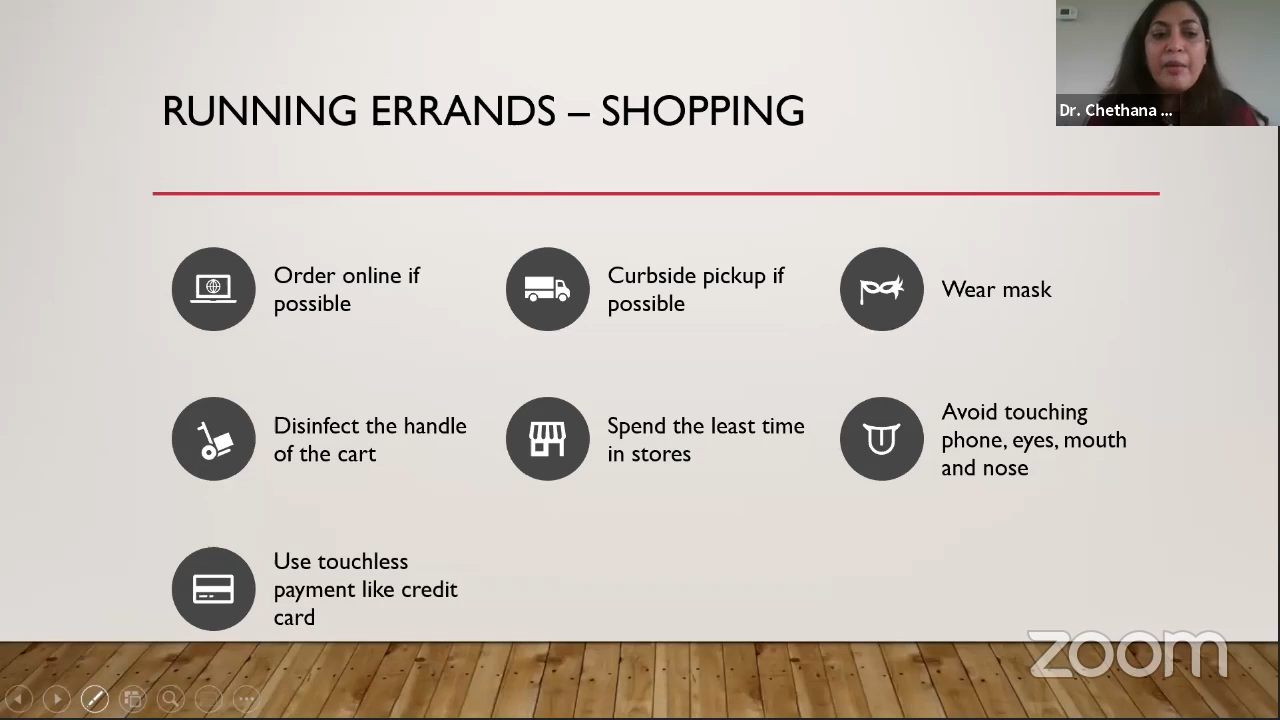 RUNNING ERRANDS – SHOPPING
Dr. Chethana ...
Order online if
possible
Curbside pickup if
possible
Wear mask
Disinfect the handle
of the cart
Spend the least time
in stores
Avoid touching
phone, eyes, mouth
and nose
Use touchless
payment like credit
card
zoom